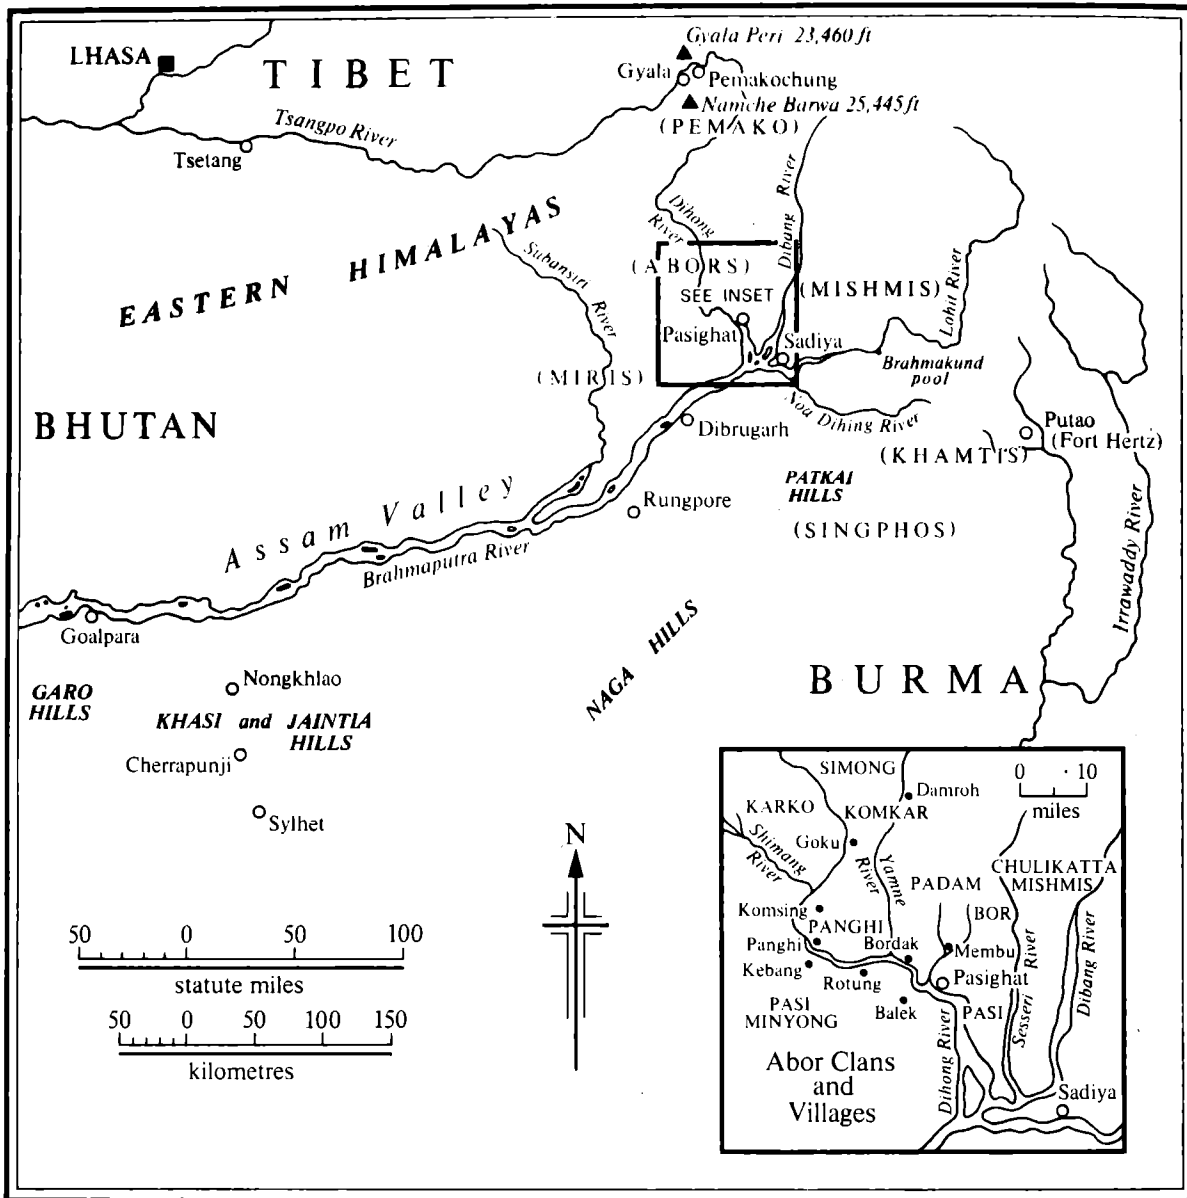 Gyala Peri 23,460 ft
LHASA
TIBET
Gyala
Pemakochung
Namche Barwa 25,445 ft
(PEMAKO)
Tsangpo River
Tsetang
Dihong
River
Dibang River
EASTERN HIMALAYAS
Subansiri River
(ABORS)
SEE INSET
(MISHMIS)
Lohit River
Pasighat
Sadiya
Brahmakund
pool
(MIRIS)
Noa Dihing River
BHUTAN
Dibrugarh
Putao
(Fort Hertz)
(KHAMTIS)
PATKAI
HILLS
Rungpore
(SINGPHOS)
Assam Valley
Brahmaputra River
Irrawaddy River
Goalpara
NAGA HILLS
BURMA
GARO
HILLS
Nongkhlao
KHASI and JAINTIA
HILLS
Cherrapunji
Sylhet
N
50 0 50 100
statute miles
50 0 50 100 150
kilometres
SIMONG
0 10
miles
Damroh
KARKO
KOMKAR
Shimang
River
Goku
Yamne
River
CHULIKATTA
MISHMIS
PADAM
Komsing
BOR
PANGHI
Panghi
Bordak
Membu
Kebang
Rotung
Pasighat
PASI
MINYONG
Balek
PASI
Sesseri River
Dibang River
Dihong River
Abor Clans
and
Villages
Sadiya